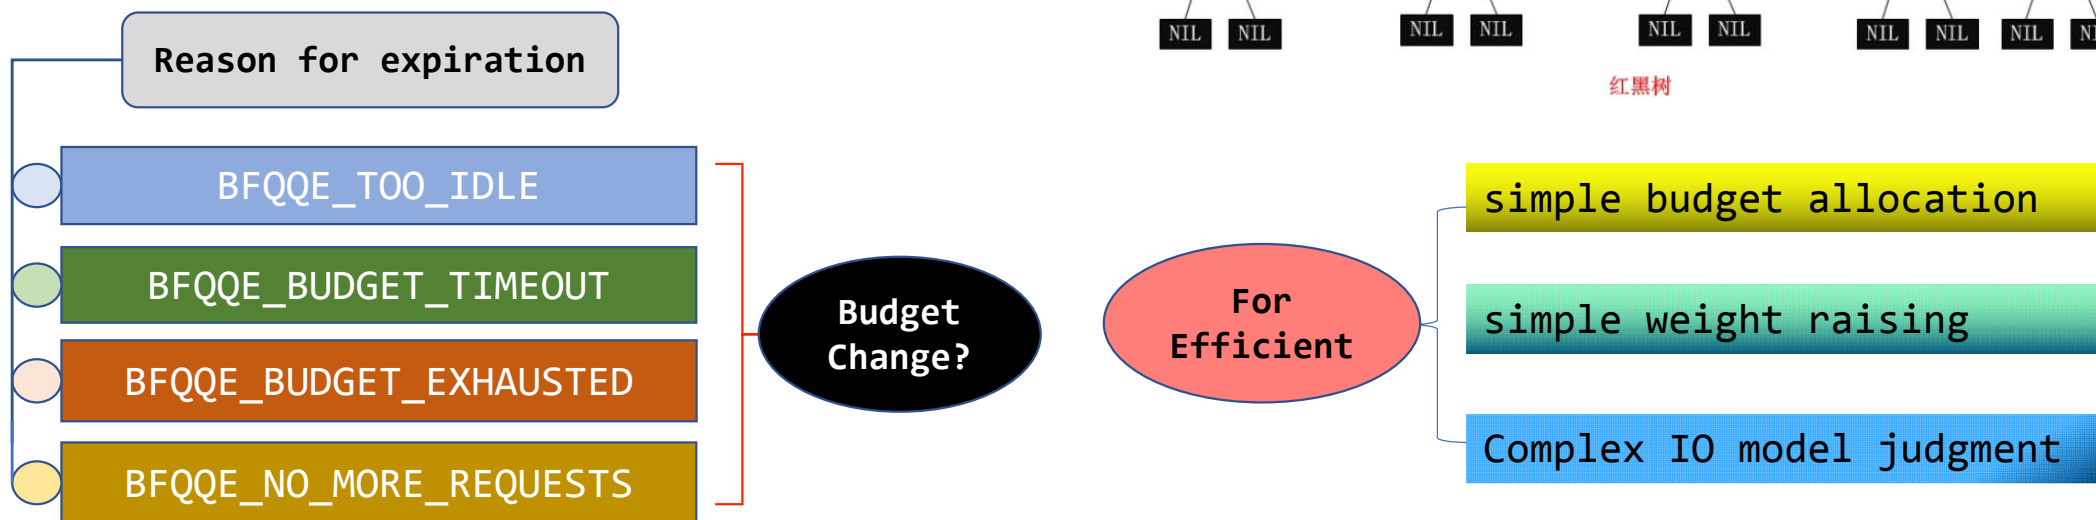 NIL NIL NIL NIL NIL NIL NIL NIL NIL
红黑树
Reason for expiration
BFQQE_TOO_IDLE
BFQQE_BUDGET_TIMEOUT
BFQQE_BUDGET_EXHAUSTED
BFQQE_NO_MORE_REQUESTS
Budget
Change?
For
Efficient
simple budget allocation
simple weight raising
Complex IO model judgment